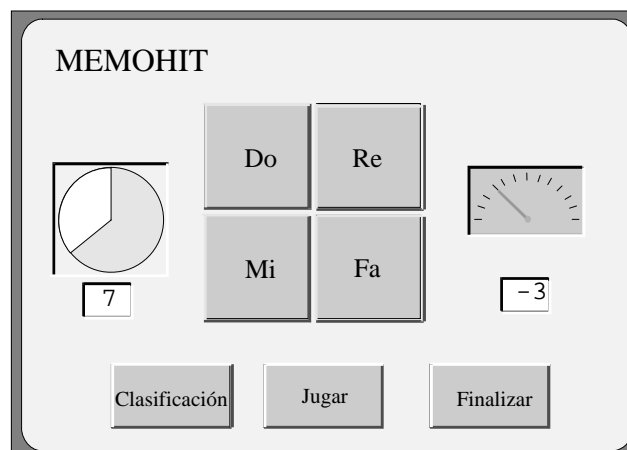 MEMOHIT
Do Re
Mi Fa
7 -3
Clasificación Jugar Finalizar